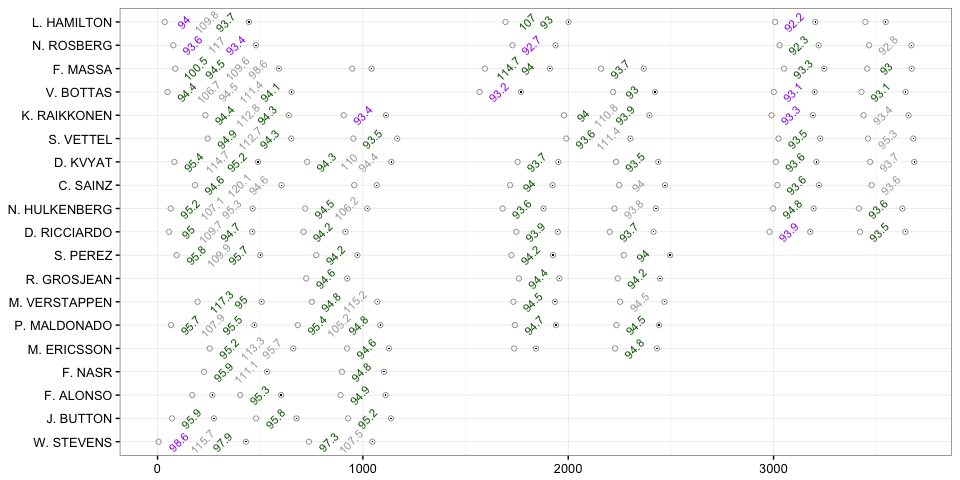 L. HAMILTON 94 109.8 93.7 107 93 92.2
N. ROSBERG 93.6 117 93.4 92.7 92.3 92.8
F. MASSA 100.5 94.5 109.6 98.6 114.7 94 93.7 93.3 93
V. BOTTAS 94.4 106.7 94.5 111.4 94.1 93.2 93 93.1 93.1
K. RAIKKONEN 94.4 112.8 94.3 93.4 94 110.8 93.9 93.3 93.4
S. VETTEL 94.9 112.7 94.3 93.5 93.6 111.4 93.5 95.3
D. KVYAT 95.4 114.7 95.2 94.3 110 94.4 93.7 93.5 93.6 93.7
C. SAINZ 94.6 120.1 94.6 94 94 93.6 93.6
N. HULKENBERG 95.2 107.1 95.3 94.5 106.2 93.6 93.8 94.8 93.6
D. RICCIARDO 95 109.7 94.7 94.2 93.9 93.7 93.9 93.5
S. PEREZ 95.8 109.9 95.7 94.2 94.2 94
R. GROSJEAN 94.6 94.4 94.2
M. VERSTAPPEN 117.3 95 94.8 115.2 94.5 94.5
P. MALDONADO 95.7 107.9 95.5 95.4 105.2 94.8 94.7 94.5
M. ERICSSON 95.2 113.3 95.7 94.6 94.8
F. NASR 95.9 111.1 94.8
F. ALONSO 95.3 94.9
J. BUTTON 95.9 95.8 95.2
W. STEVENS 98.6 115.7 97.9 97.3 107.5
0 1000 2000 3000